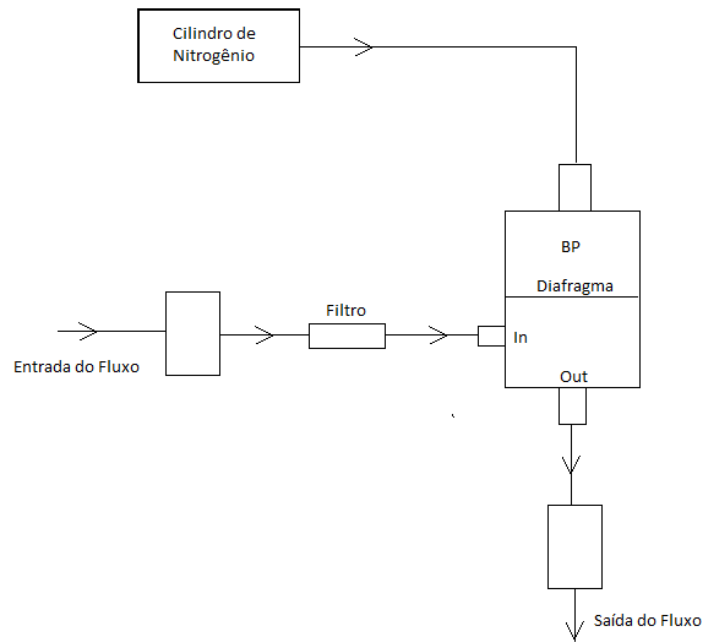 Cilindro de
Nitrogênio
BP
Diafragma
Filtro
In
Entrada do Fluxo
Out
Saída do Fluxo